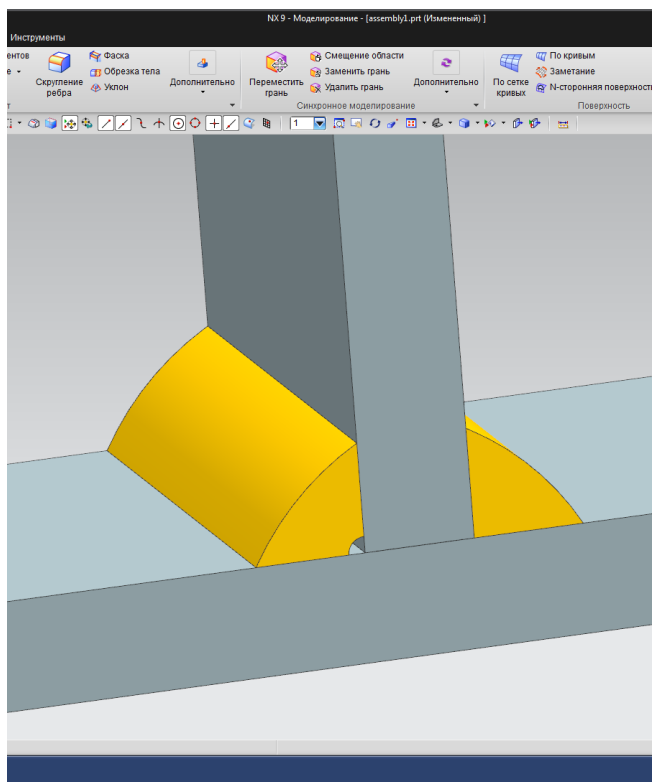 NX 9 - Моделирование - [assembly1.prt (Измененный) ]
Инструменты
ентов
е
Скругление
ребра
Фаска
Обрезка тела
Уклон
Дополнительно
Переместить
грань
Смещение области
Заменить грань
Удалить грань
Дополнительно
По сетке
кривых
По кривым
Заметание
N-сторонняя поверхност
т
Синхронное моделирование
Поверхность
1